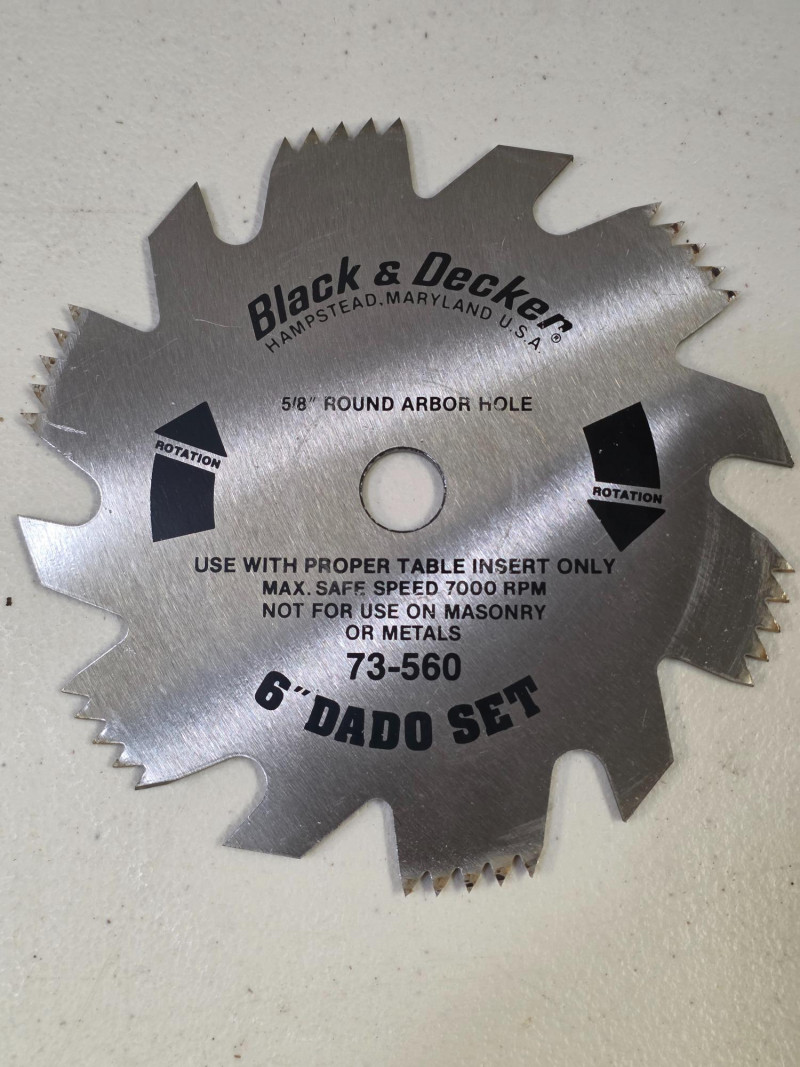 Black & Decker®
HAMPSTEAD, MARYLAND U.S.A.
5/8" ROUND ARBOR HOLE
ROTATION
ROTATION
USE WITH PROPER TABLE INSERT ONLY
MAX. SAFE SPEED 7000 RPM
NOT FOR USE ON MASONRY
OR METALS
73-560
6" DADO SET